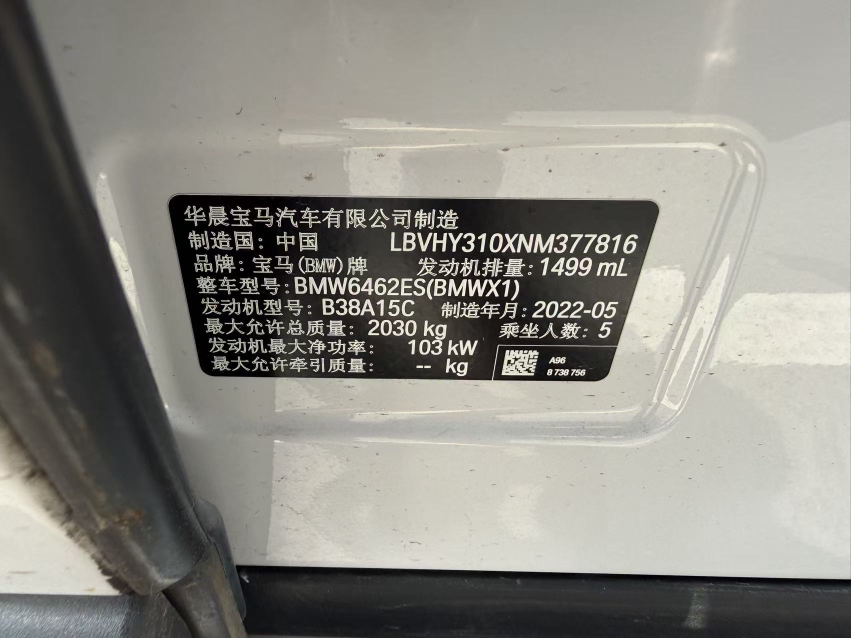 华晨宝马汽车有限公司制造
制造国：中国 LBVHY310XNM377816
品牌：宝马(BMW)牌 发动机排量：1499 mL
整车型号：BMW6462ES(BMWX1)
发动机型号：B38A15C 制造年月：2022-05
最大允许总质量：2030 kg 乘坐人数：5
发动机最大净功率： 103 kW
最大允许牵引质量： -- kg
A96
8 738 756